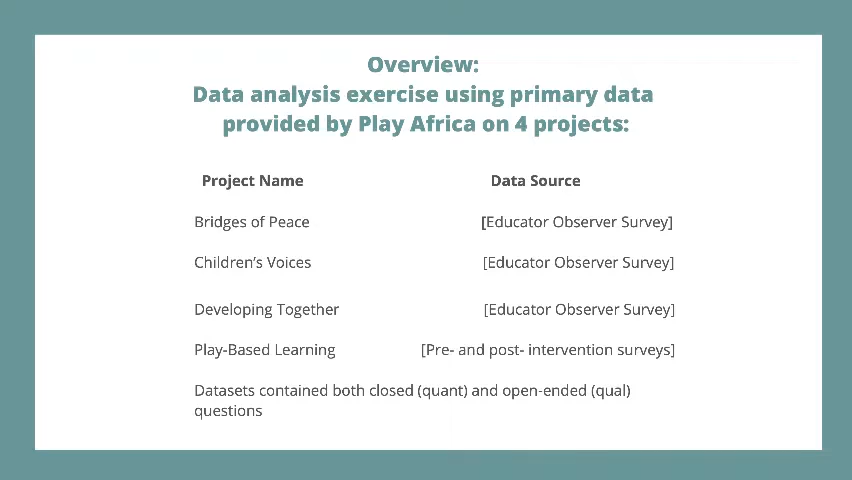 Overview:
Data analysis exercise using primary data
provided by Play Africa on 4 projects:
Project Name Data Source
Bridges of Peace [Educator Observer Survey]
Children’s Voices [Educator Observer Survey]
Developing Together [Educator Observer Survey]
Play-Based Learning [Pre- and post- intervention surveys]
Datasets contained both closed (quant) and open-ended (qual)
questions